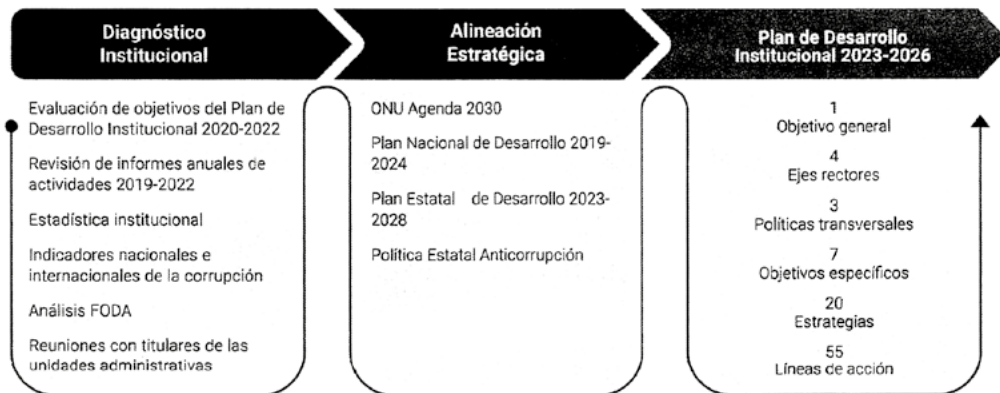 Diagnóstico
Institucional
Evaluación de objetivos del Plan de
Desarrollo Institucional 2020-2022
Revisión de informes anuales de
actividades 2019-2022
Estadística institucional
Indicadores nacionales e
internacionales de la corrupción
Análisis FODA
Reuniones con titulares de las
unidades administrativas
Alineación
Estratégica
ONU Agenda 2030
Plan Nacional de Desarrollo 2019-
2024
Plan Estatal de Desarrollo 2023-
2028
Política Estatal Anticorrupción
Plan de Desarrollo
Institucional 2023-2026
1
Objetivo general
4
Ejes rectores
3
Políticas transversales
7
Objetivos específicos
20
Estrategias
55
Líneas de acción